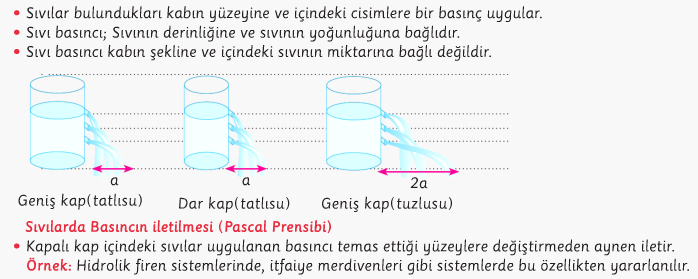 • Sıvılar bulundukları kabın yüzeyine ve içindeki cisimlere bir basınç uygular.
• Sıvı basıncı; Sıvının derinliğine ve sıvının yoğunluğuna bağlıdır.
• Sıvı basıncı kabın şekline ve içindeki sıvının miktarına bağlı değildir.
a a 2a
Geniş kap(tatlısu) Dar kap(tatlısu) Geniş kap(tuzlusu)
Sıvılarda Basıncın iletilmesi (Pascal Prensibi)
• Kapalı kap içindeki sıvılar uygulanan basıncı temas ettiği yüzeylere değiştirmeden aynen iletir.
Örnek: Hidrolik firen sistemlerinde, itfaiye merdivenleri gibi sistemlerde bu özellikten yararlanılır.